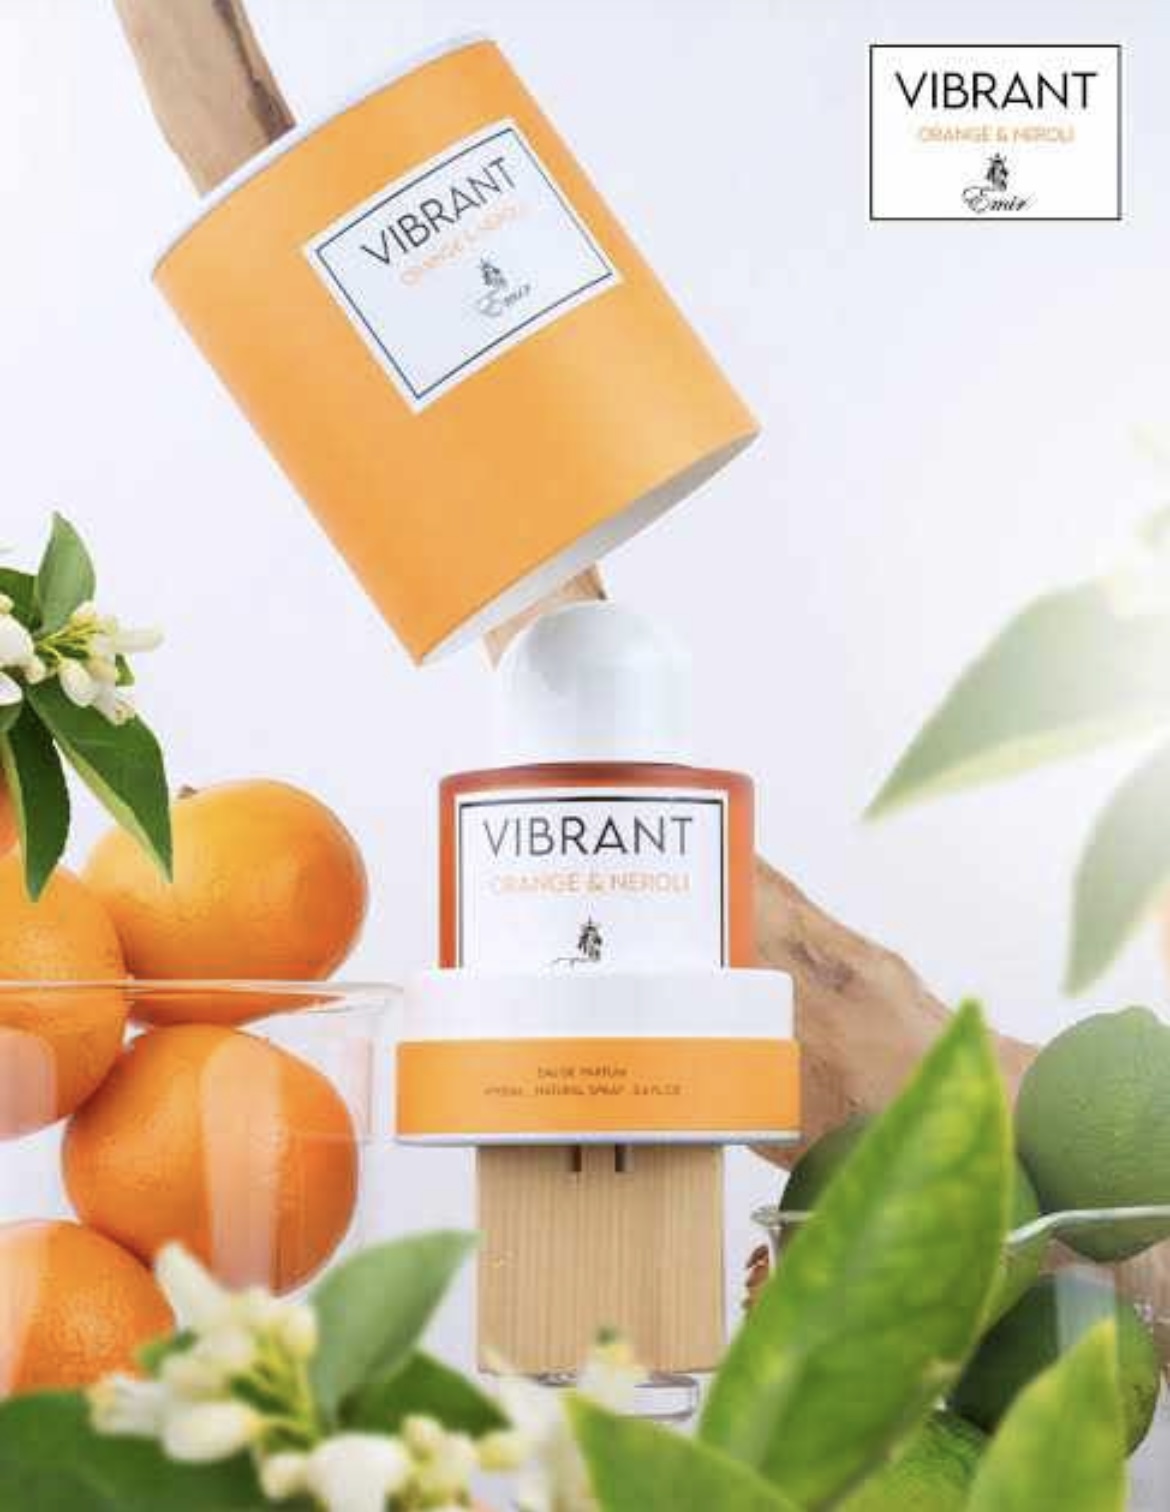 VIBRANT
ORANGE & NEROLI
Emir
VIBRANT
ORANGE & NEROLI
Emir
VIBRANT
ORANGE & NEROLI
EAU DE PARFUM
NATURAL SPRAY